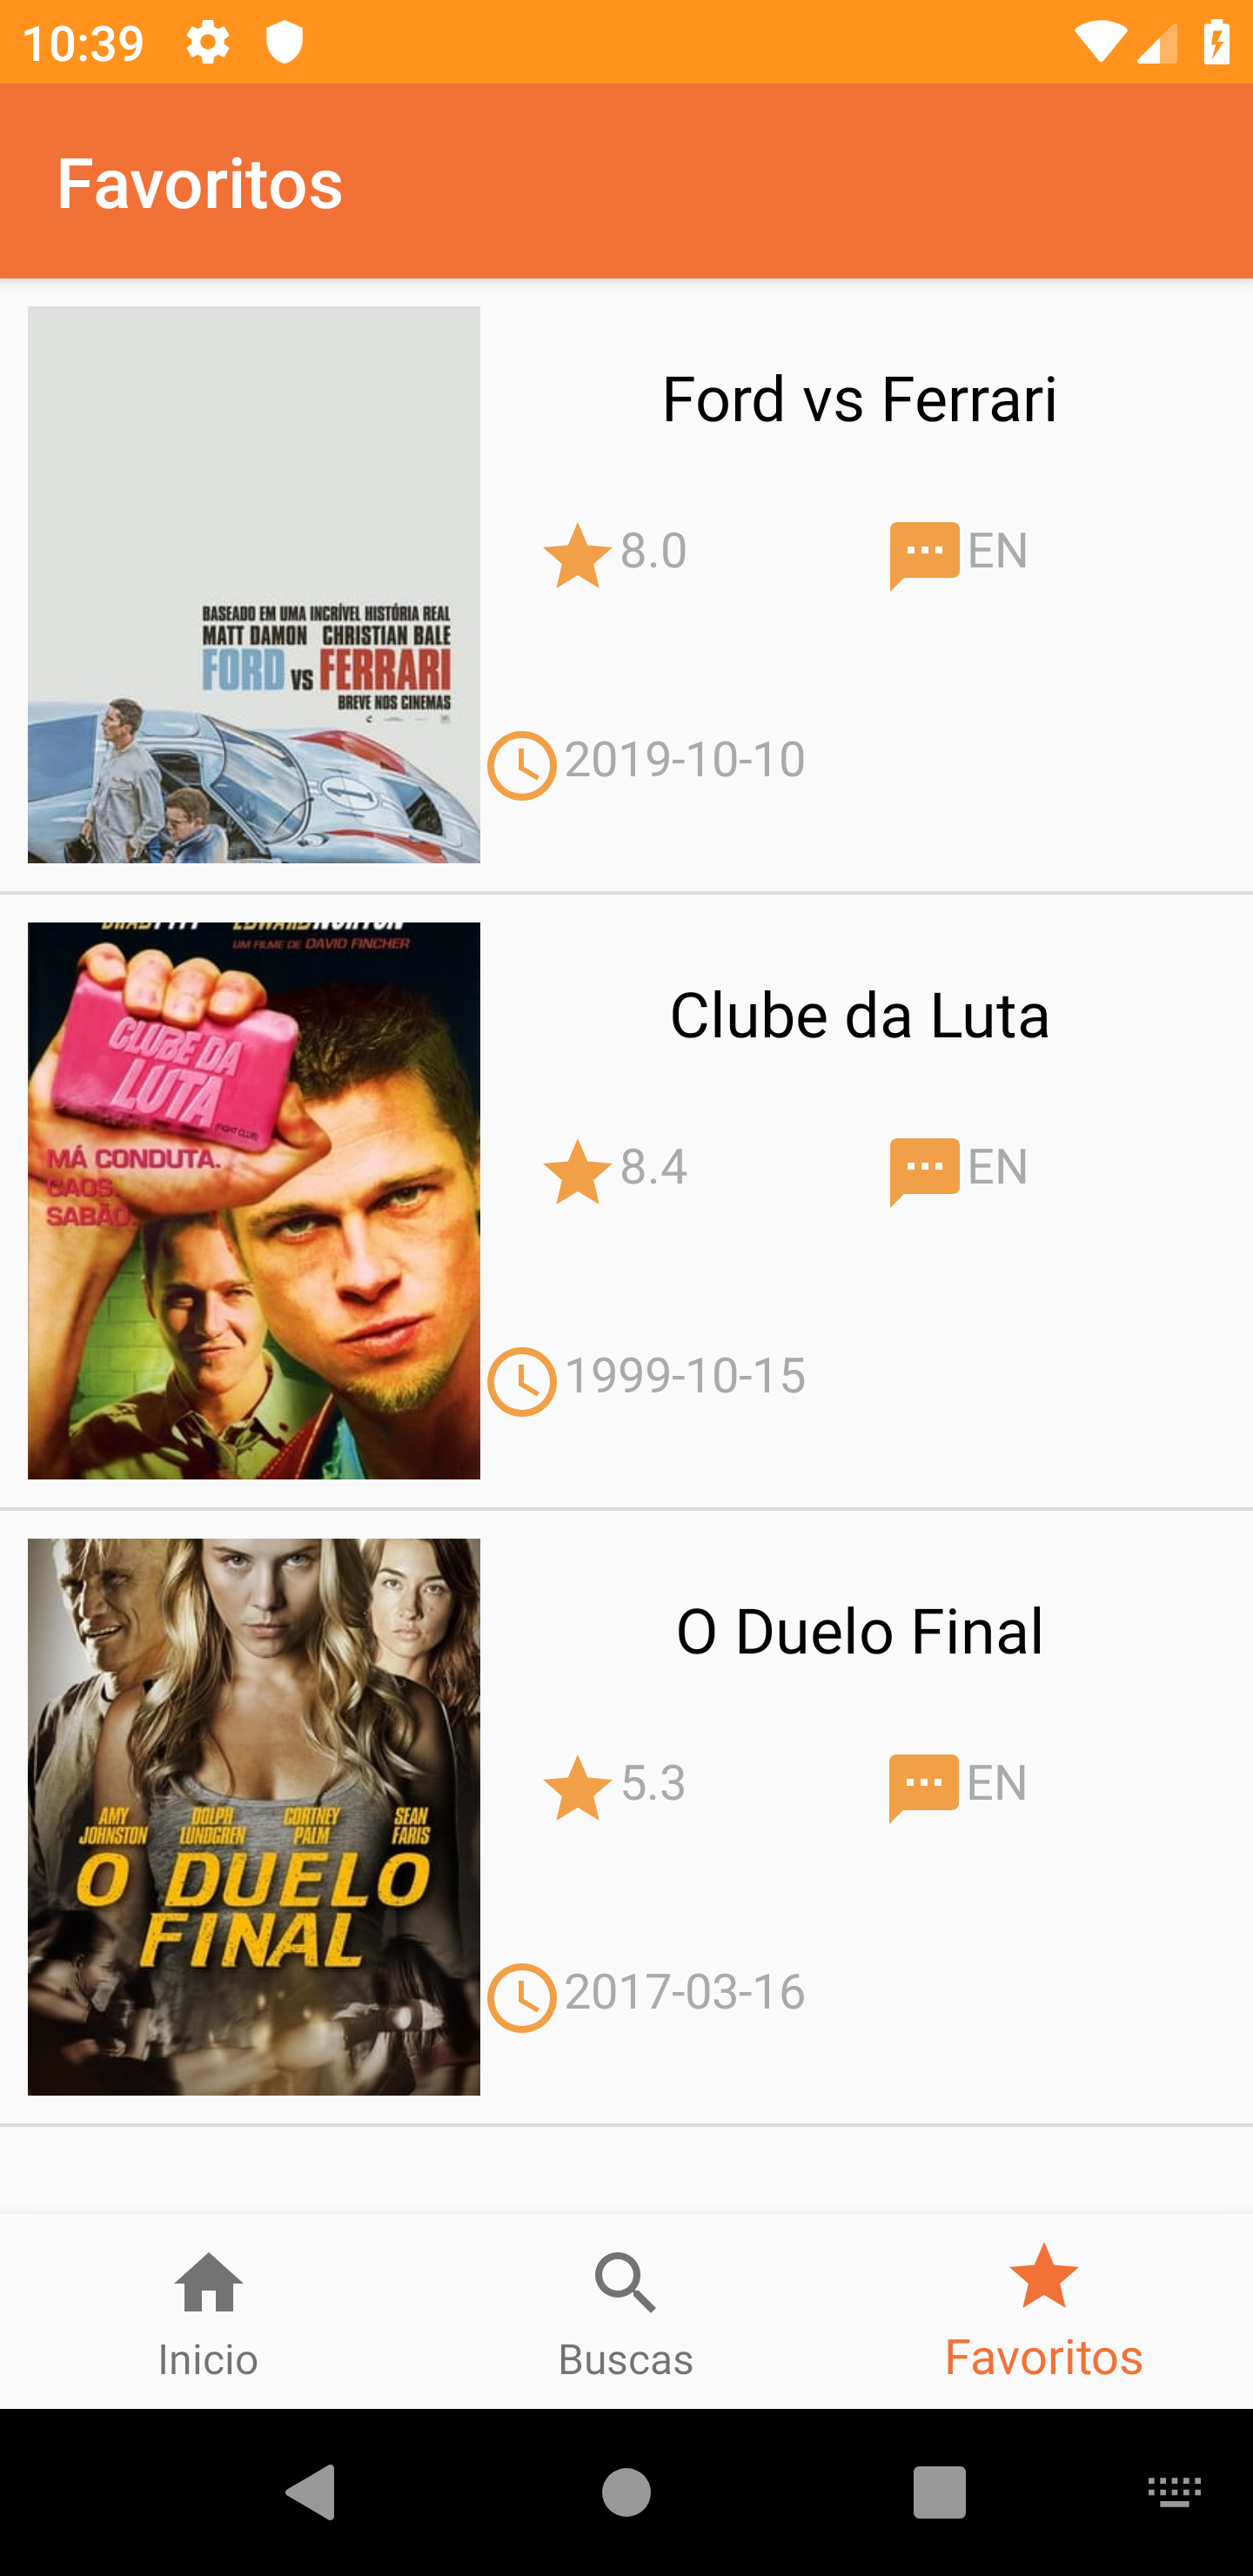 10:39
Favoritos
BASEADO EM UMA INCRÍVEL HISTÓRIA REAL
MATT DAMON CHRISTIAN BALE
FORD VS FERRARI
BREVE NOS CINEMAS
Ford vs Ferrari
8.0
EN
2019-10-10
UM FILME DE DAVID FINCHER
CLUBE DA
LUTA
(FIGHT CLUB)
MÁ CONDUTA.
CAOS.
SABÃO.
Clube da Luta
8.4
EN
1999-10-15
AMY JOHNSTON
DOLPH LUNDGREN
CORTNEY PALM
SEAN FARIS
O DUELO
FINAL
O Duelo Final
5.3
EN
2017-03-16
Inicio
Buscas
Favoritos